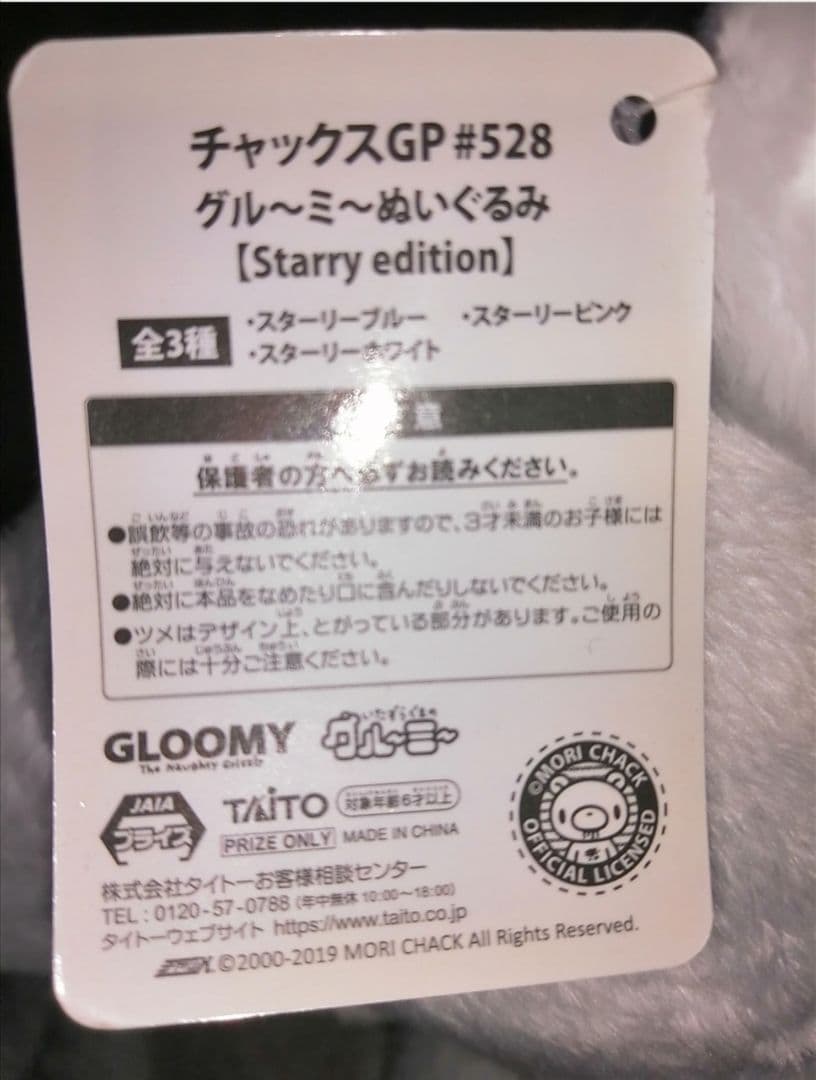 チャックスGP #528
グル〜ミ〜ぬいぐるみ
【Starry edition】
全3種
・スターリーブルー ・スターリーピンク
・スターリーホワイト
意
保護者の方へ必ずお読みください。
●誤飲等の事故の恐れがありますので、3才未満のお子様には
絶対に与えないでください。
●絶対に本品をなめたり口に含んだりしないでください。
●ツメはデザイン上、とがっている部分があります。ご使用の
際には十分ご注意ください。
GLOOMY
The Naughty Grizzly
いたずらぐまの
グル〜ミ〜
JAIA
プライズ
TAITO
対象年齢6才以上
PRIZE ONLY MADE IN CHINA
©MORI CHACK
OFFICIAL LICENSED
株式会社タイトーお客様相談センター
TEL : 0120-57-0788 (年中無休 10:00〜18:00)
タイトーウェブサイト https://www.taito.co.jp
©2000-2019 MORI CHACK All Rights Reserved.